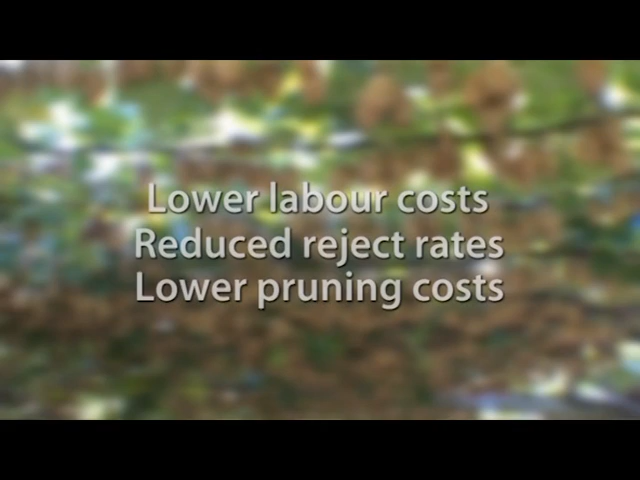 Lower labour costs
Reduced reject rates
Lower pruning costs